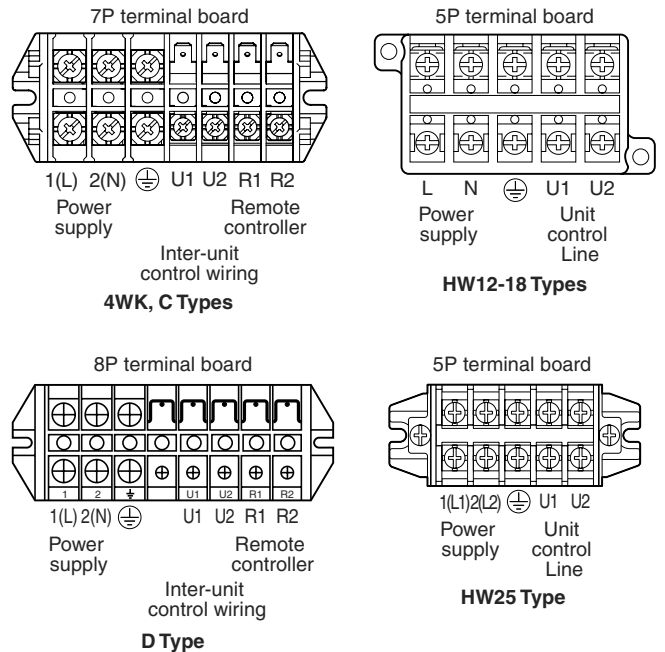 7P terminal board
1(L) 2(N) ⏚ U1 U2 R1 R2
Power supply
Remote controller
Inter-unit control wiring
4WK, C Types
5P terminal board
L N ⏚ U1 U2
Power supply
Unit control Line
HW12-18 Types
8P terminal board
1 2 ⏚ U1 U2 R1 R2
1(L) 2(N) ⏚ U1 U2 R1 R2
Power supply
Remote controller
Inter-unit control wiring
D Type
5P terminal board
1(L1) 2(L2) ⏚ U1 U2
Power supply
Unit control Line
HW25 Type